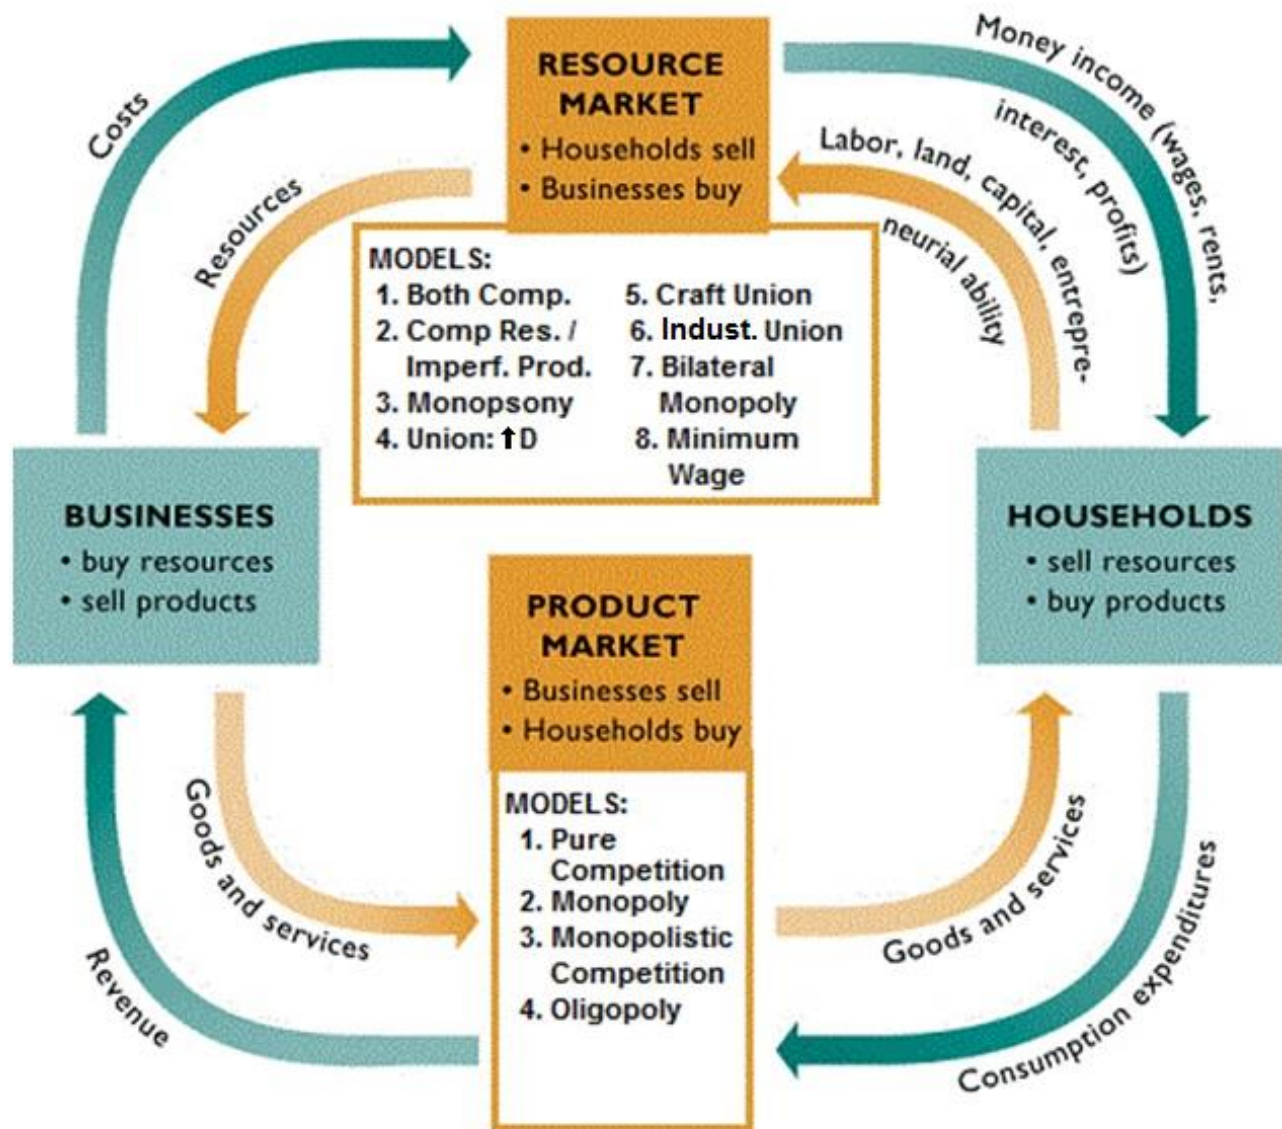 RESOURCE
MARKET
• Households sell
• Businesses buy
MODELS:
1. Both Comp.
2. Comp Res. /
Imperf. Prod.
3. Monopsony
4. Union: ↑D
5. Craft Union
6. Indust. Union
7. Bilateral
Monopoly
8. Minimum
Wage
Costs
Resources
Money income (wages, rents,
interest, profits)
Labor, land, capital, entrepre-
neurial ability
BUSINESSES
• buy resources
• sell products
HOUSEHOLDS
• sell resources
• buy products
PRODUCT
MARKET
• Businesses sell
• Households buy
MODELS:
1. Pure
Competition
2. Monopoly
3. Monopolistic
Competition
4. Oligopoly
Goods and services
Revenue
Goods and services
Consumption expenditures